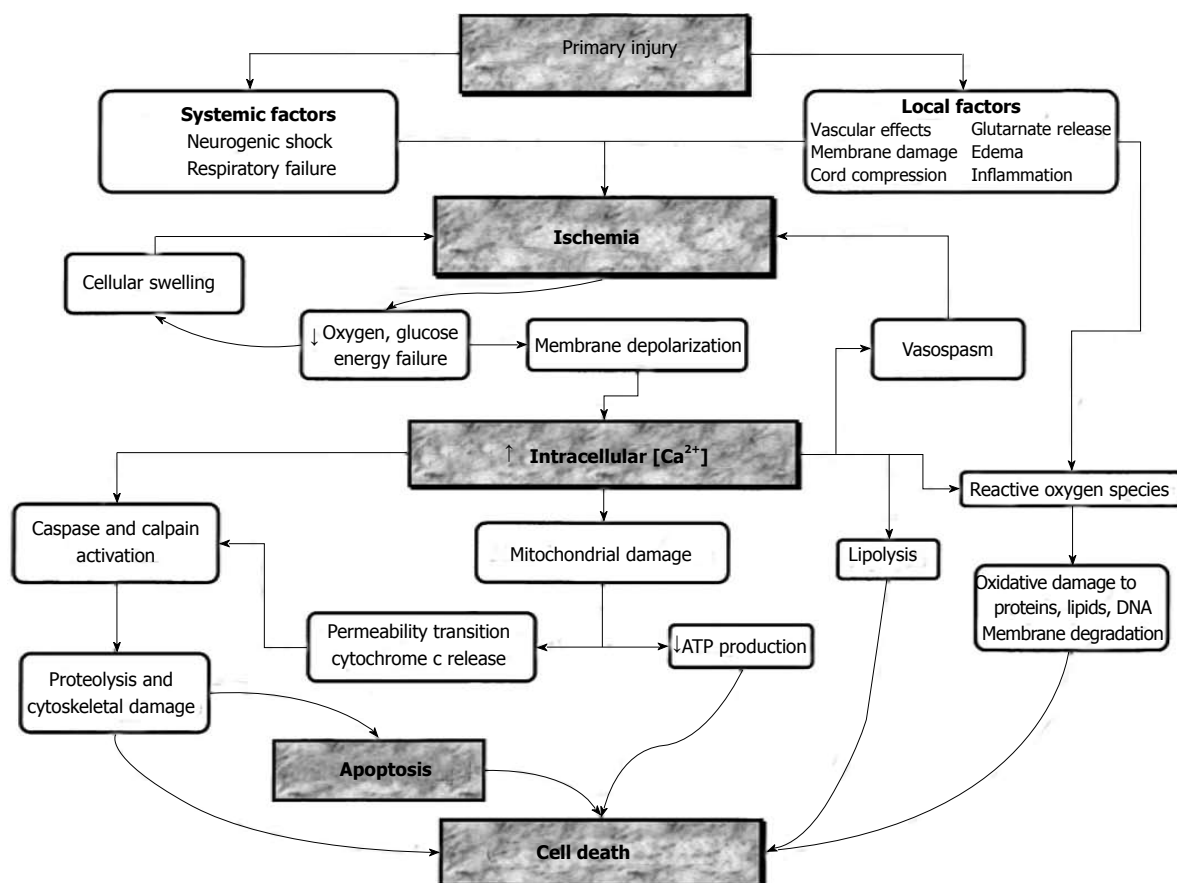 Primary injury
Systemic factors
Neurogenic shock
Respiratory failure
Local factors
Vascular effects Glutarnate release
Membrane damage Edema
Cord compression Inflammation
Ischemia
Cellular swelling
↓ Oxygen, glucose
energy failure
Membrane depolarization
Vasospasm
↑ Intracellular [Ca²⁺]
Reactive oxygen species
Caspase and calpain
activation
Mitochondrial damage
Lipolysis
Oxidative damage to
proteins, lipids, DNA
Membrane degradation
Permeability transition
cytochrome c release
↓ATP production
Proteolysis and
cytoskeletal damage
Apoptosis
Cell death